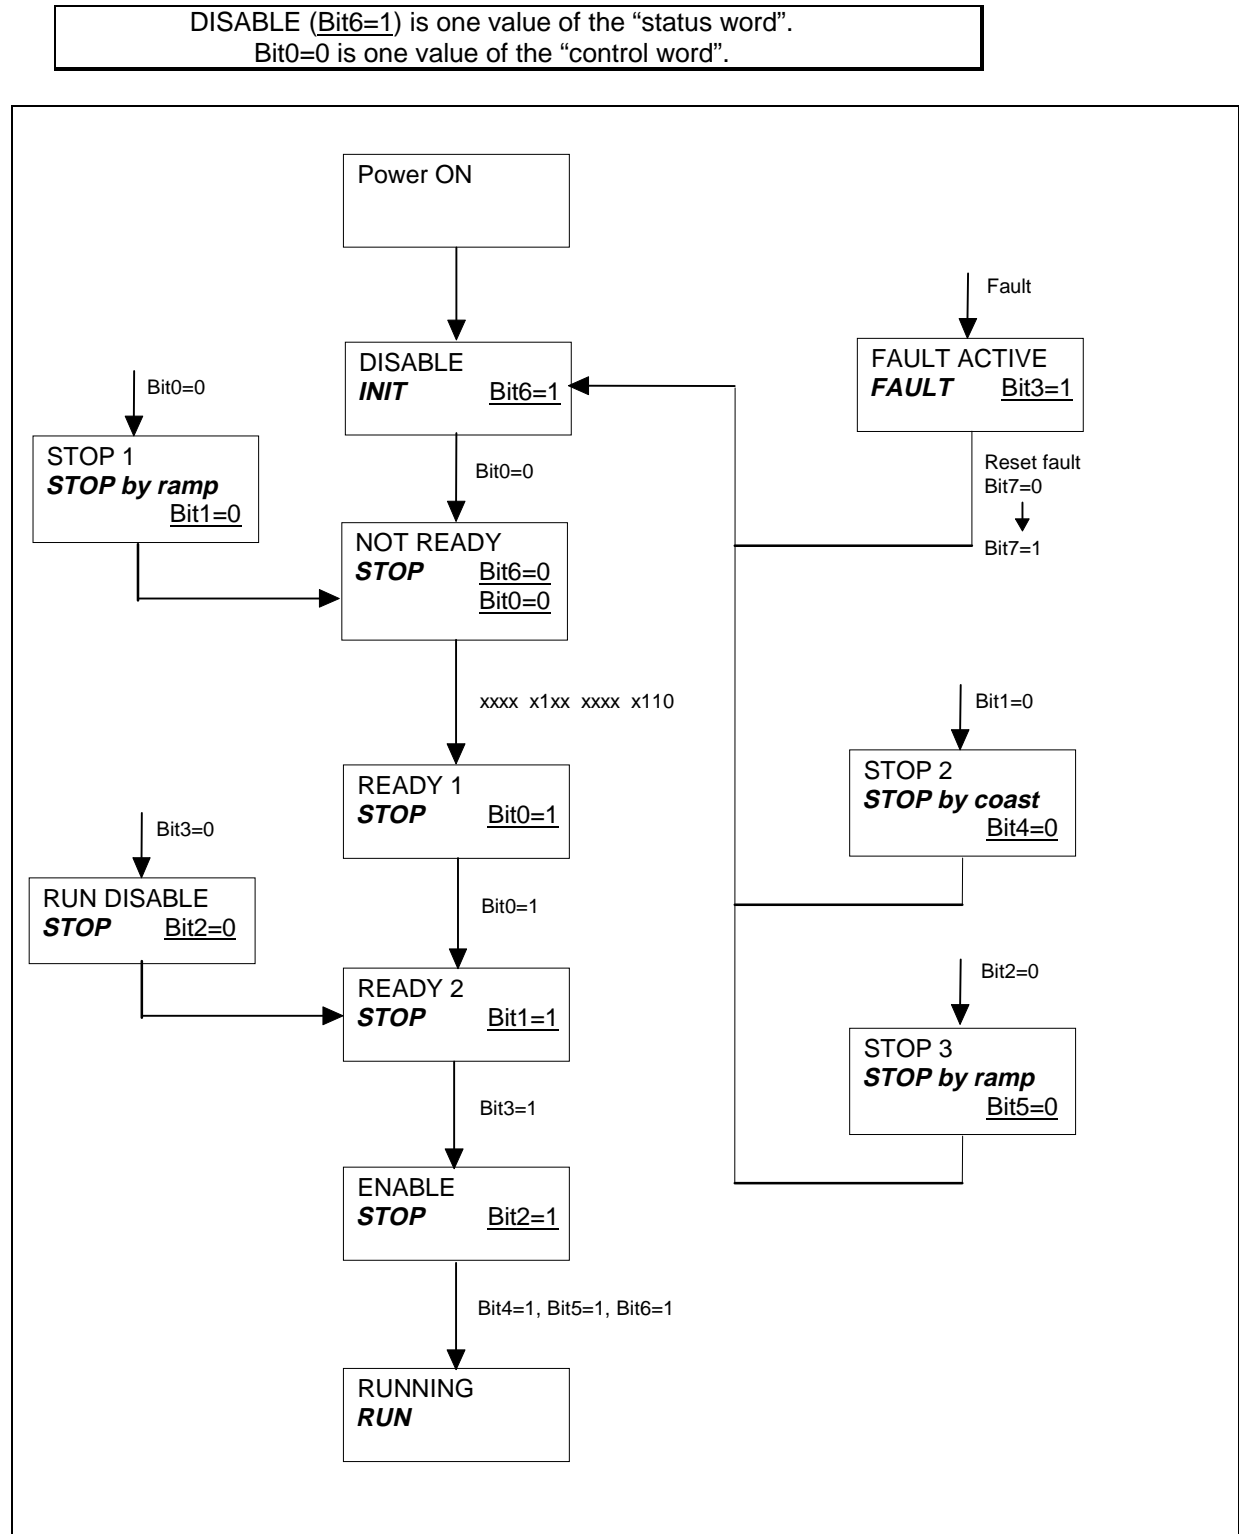 DISABLE (Bit6=1) is one value of the “status word”.
Bit0=0 is one value of the “control word”.
Power ON
Fault
DISABLE
INIT Bit6=1
FAULT ACTIVE
FAULT Bit3=1
Bit0=0
STOP 1
STOP by ramp
Bit1=0
Bit0=0
Reset fault
Bit7=0
Bit7=1
NOT READY
STOP Bit6=0
Bit0=0
xxxx x1xx xxxx x110
Bit1=0
READY 1
STOP Bit0=1
STOP 2
STOP by coast
Bit4=0
Bit3=0
RUN DISABLE
STOP Bit2=0
Bit0=1
READY 2
STOP Bit1=1
Bit2=0
STOP 3
STOP by ramp
Bit5=0
Bit3=1
ENABLE
STOP Bit2=1
Bit4=1, Bit5=1, Bit6=1
RUNNING
RUN